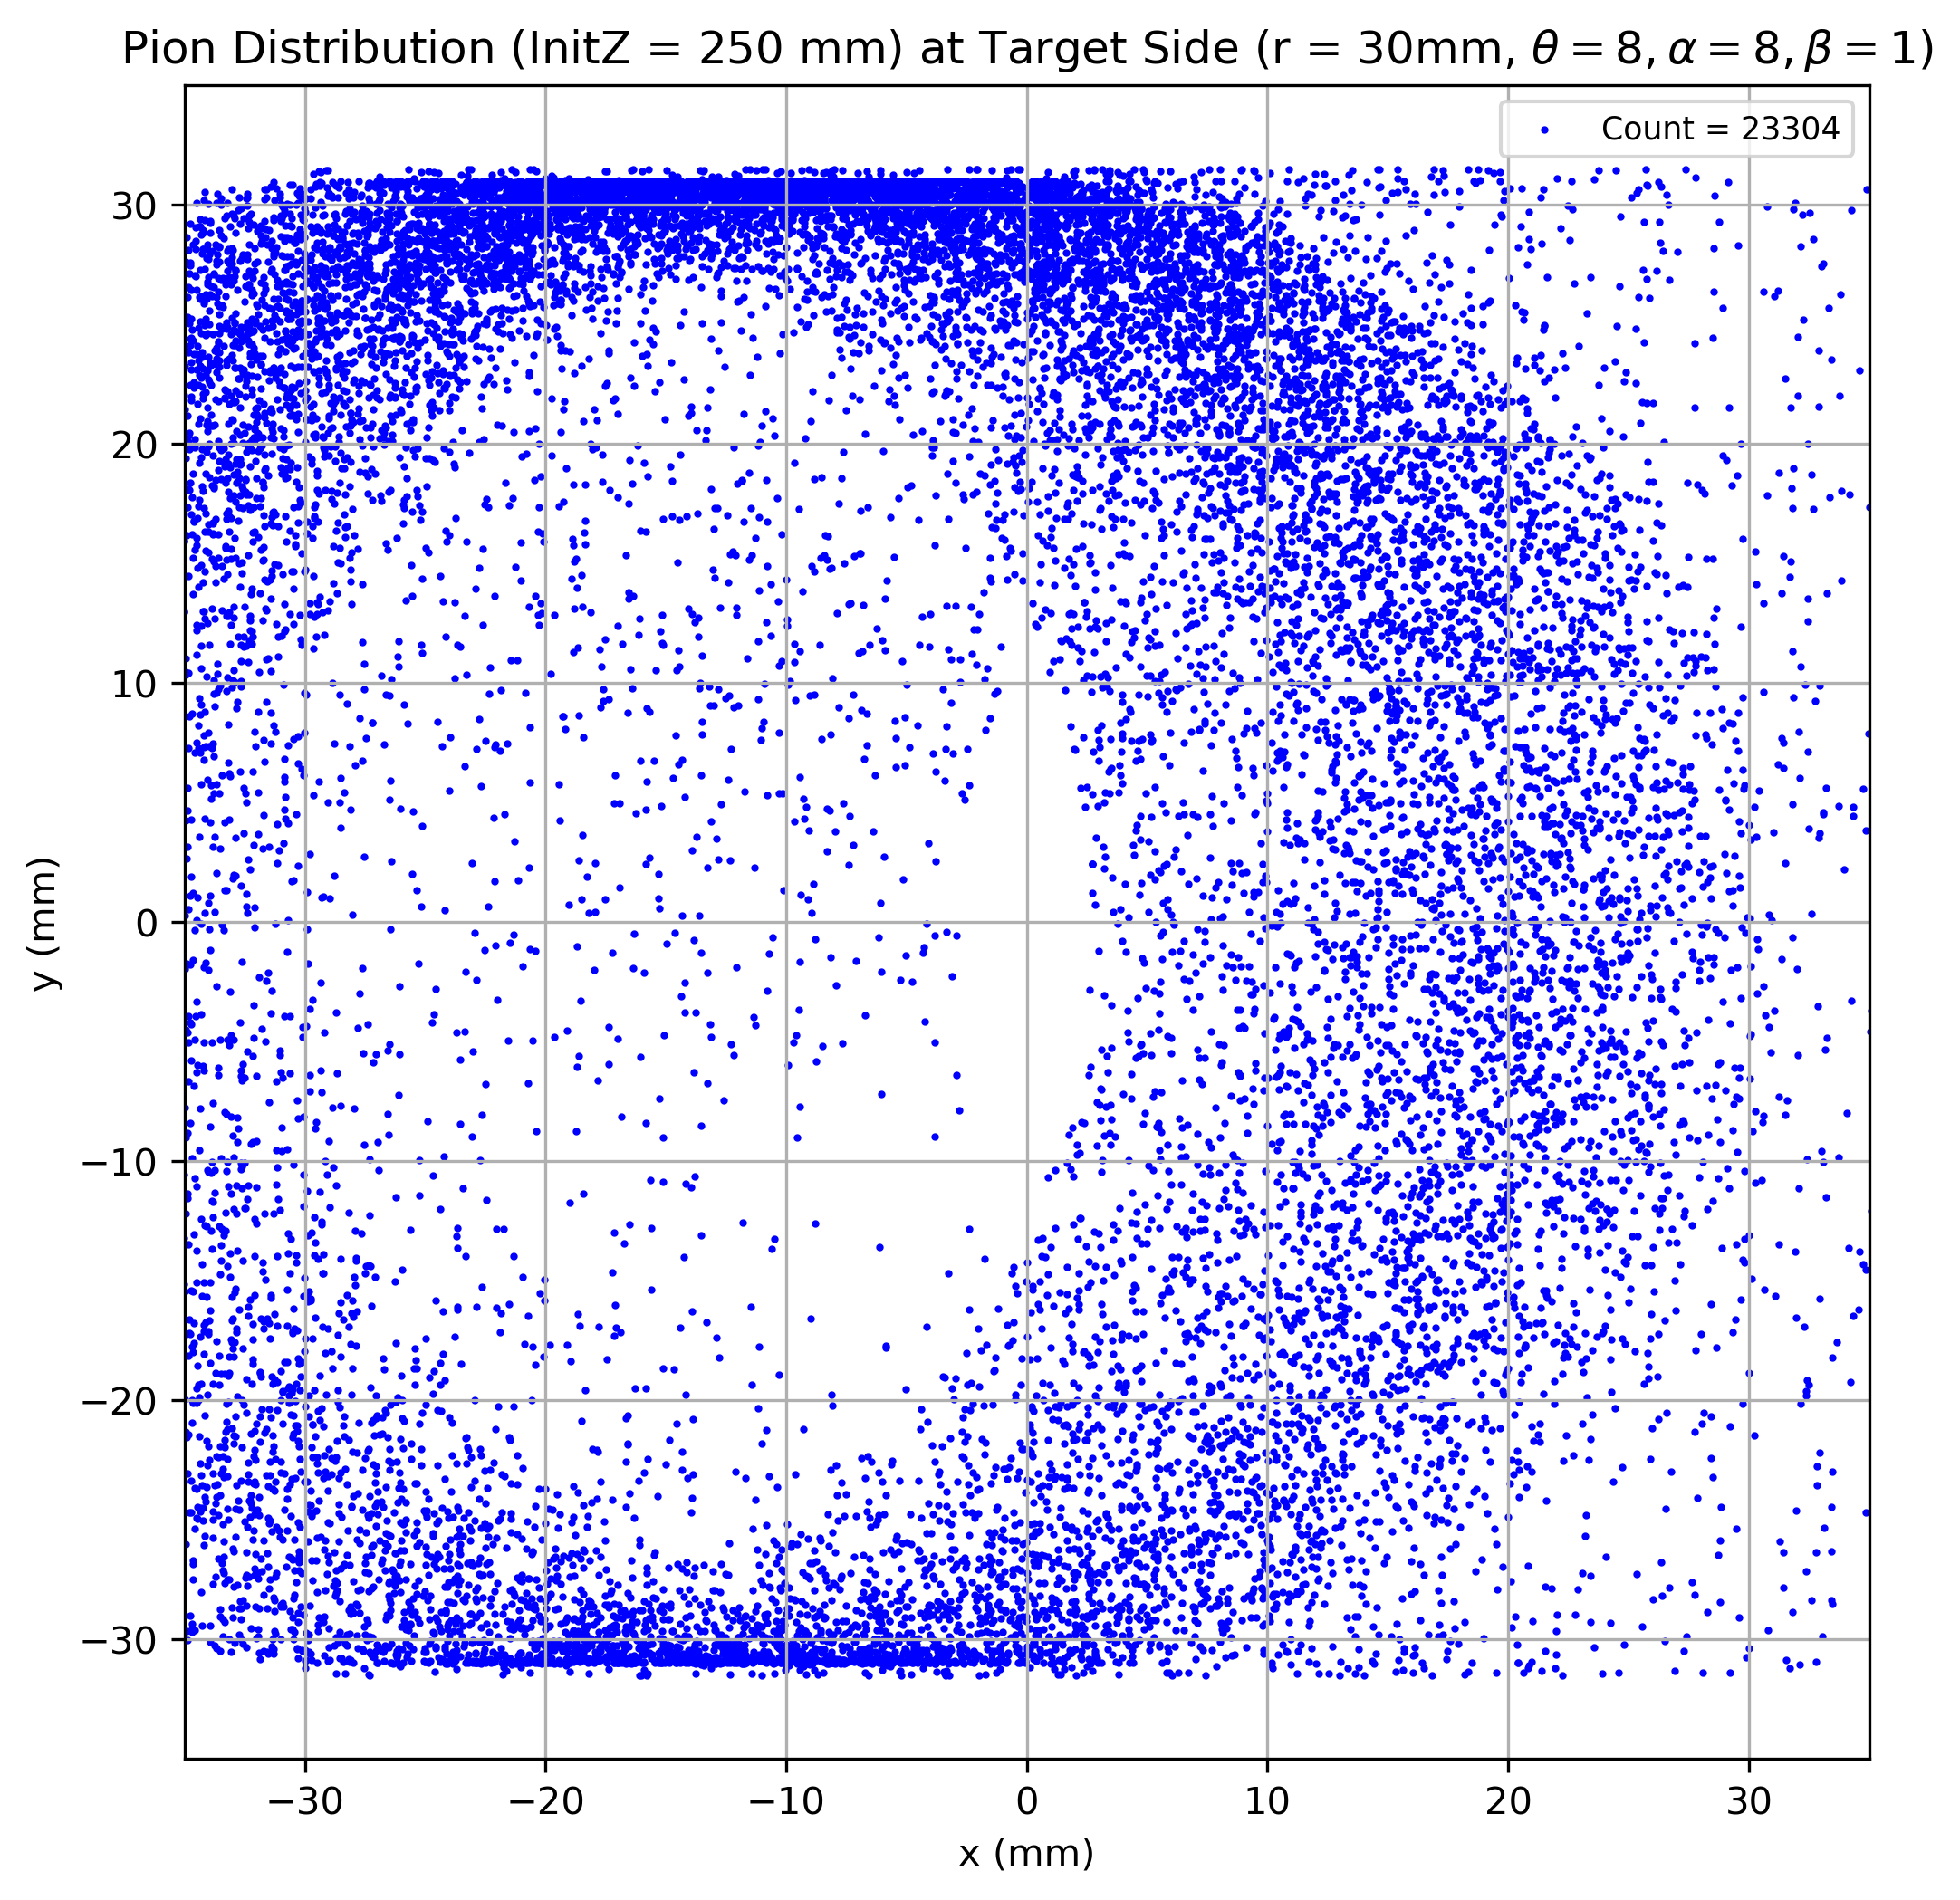 Pion Distribution (InitZ = 250 mm) at Target Side (r = 30mm, θ = 8, α = 8, β = 1)
Count = 23304
30
20
10
0
−10
−20
−30
y (mm)
−30 −20 −10 0 10 20 30
x (mm)